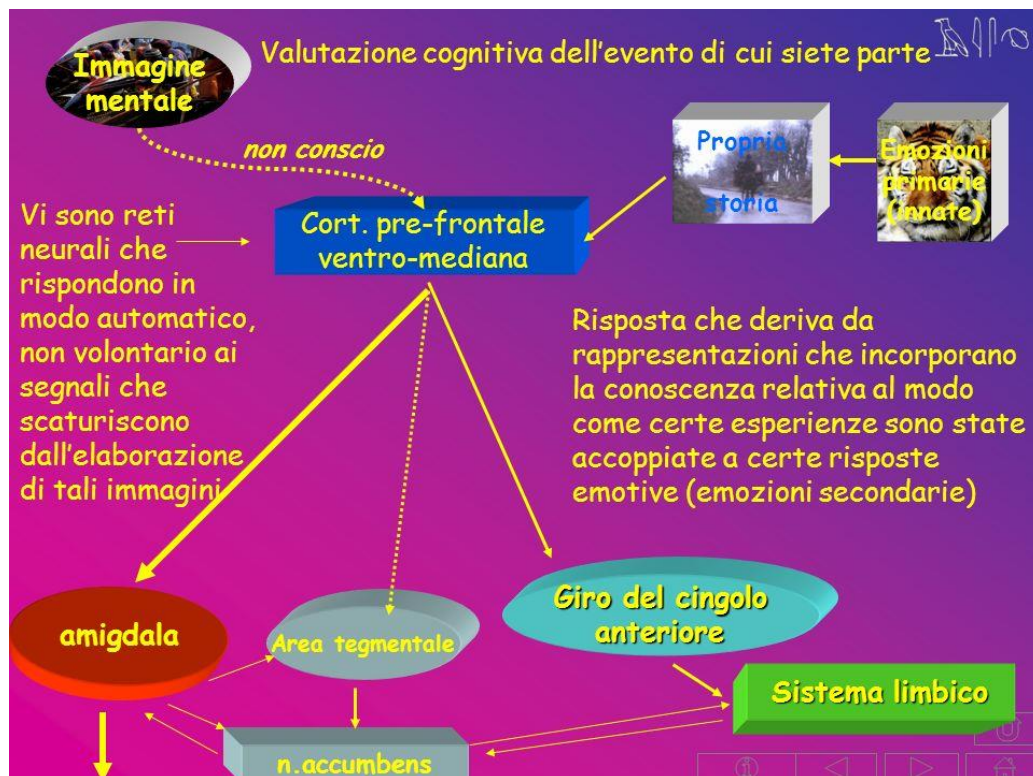 Immagine
mentale
Valutazione cognitiva dell'evento di cui siete parte
non conscio
Propria
storia
Emozioni
primarie
(innate)
Cort. pre-frontale
ventro-mediana
Vi sono reti
neurali che
rispondono in
modo automatico,
non volontario ai
segnali che
scaturiscono
dall'elaborazione
di tali immagini
Risposta che deriva da
rappresentazioni che incorporano
la conoscenza relativa al modo
come certe esperienze sono state
accoppiate a certe risposte
emotive (emozioni secondarie)
amigdala
Area tegmentale
Giro del cingolo
anteriore
Sistema limbico
n.accumbens